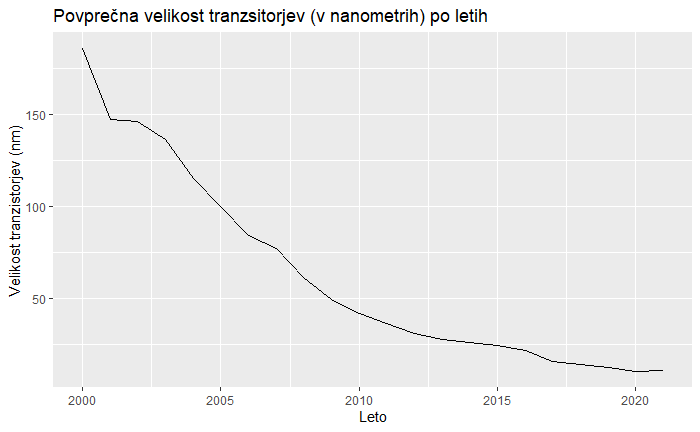 Povprečna velikost tranzsitorjev (v nanometrih) po letih
Velikost tranzistorjev (nm)
150
100
50
2000
2005
2010
2015
2020
Leto